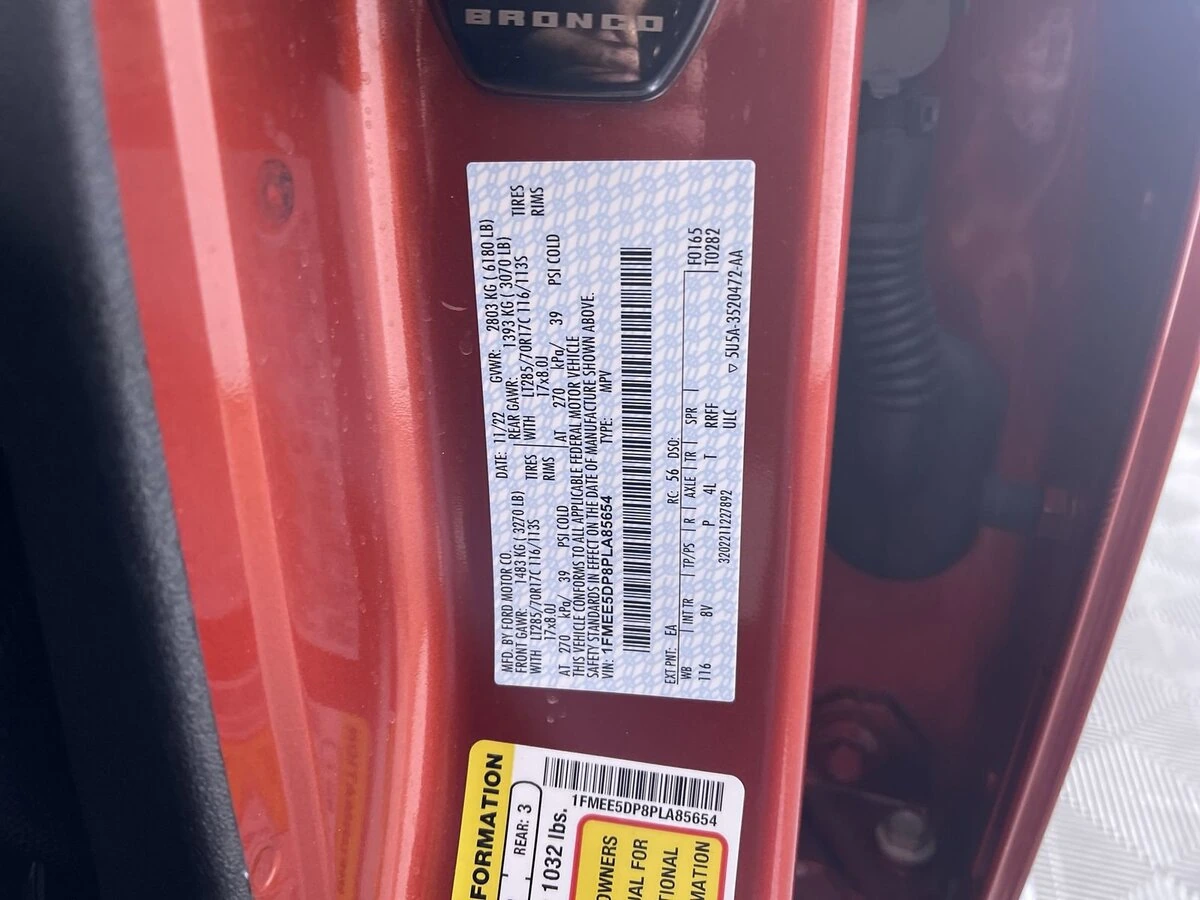 BRONCO
MFD. BY FORD MOTOR CO. DATE: 11/22 GVWR: 2803 KG ( 6180 LB)
FRONT GAWR: 1483 KG ( 3270 LB) REAR GAWR: 1393 KG ( 3070 LB)
WITH LT285/70R17C 116/113S TIRES WITH LT285/70R17C 116/113S TIRES
17x8.0J RIMS 17x8.0J RIMS
AT 270 kPa/ 39 PSI COLD AT 270 kPa/ 39 PSI COLD
THIS VEHICLE CONFORMS TO ALL APPLICABLE FEDERAL MOTOR VEHICLE
SAFETY STANDARDS IN EFFECT ON THE DATE OF MANUFACTURE SHOWN ABOVE.
VIN: 1FMEE5DP8PLA85654 TYPE: MPV
EXT PNT: EA RC: 56 DSO: F0165
WB INT TR TP/PS R AXLE TR SPR T0282
116 8V P 4L T RRFF
ULC
3202211227892 ▽ 5U5A-3520472-AA
FORMATION
REAR: 3
1032 lbs.
1FMEE5DP8PLA85654
OWNERS
UAL FOR
TIONAL
MATION